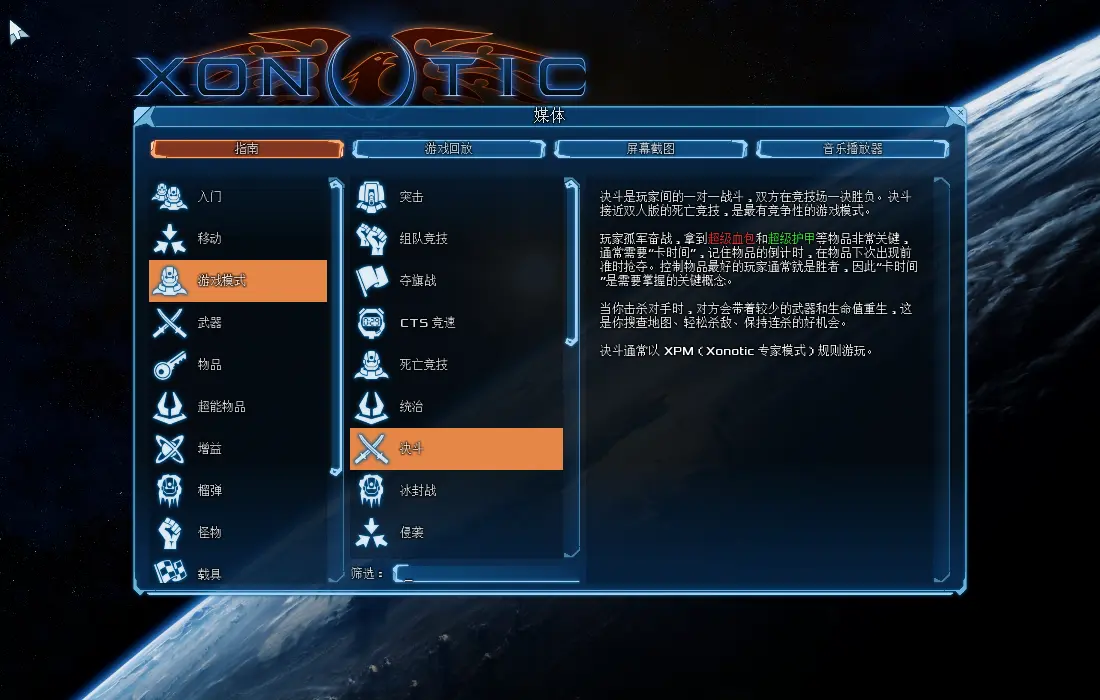 XONOTIC
媒体
指南
游戏回放
屏幕截图
音乐播放器
入门
移动
游戏模式
武器
物品
超能物品
增益
榴弹
怪物
载具
突击
组队竞技
夺旗战
CTS 竞速
死亡竞技
统治
决斗
冰封战
侵袭
筛选：
决斗是玩家间的一对一战斗，双方在竞技场一决胜负。决斗
接近双人版的死亡竞技，是最有竞争性的游戏模式。
玩家孤军奋战，拿到超级血包和超级护甲等物品非常关键，
通常需要“卡时间”，记住物品的倒计时，在物品下次出现前
准时抢夺。控制物品最好的玩家通常就是胜者，因此“卡时间
”是需要掌握的关键概念。
当你击杀对手时，对方会带着较少的武器和生命值重生，这
是你搜查地图、轻松杀敌、保持连杀的好机会。
决斗通常以 XPM（Xonotic 专家模式）规则游玩。